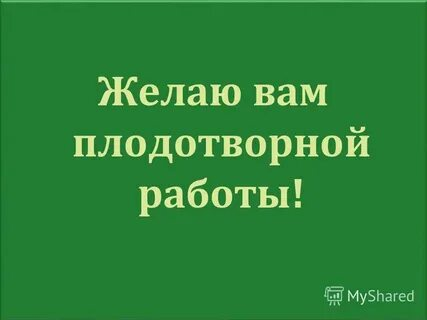 Желаю вам
плодотворной
работы!
MyShared